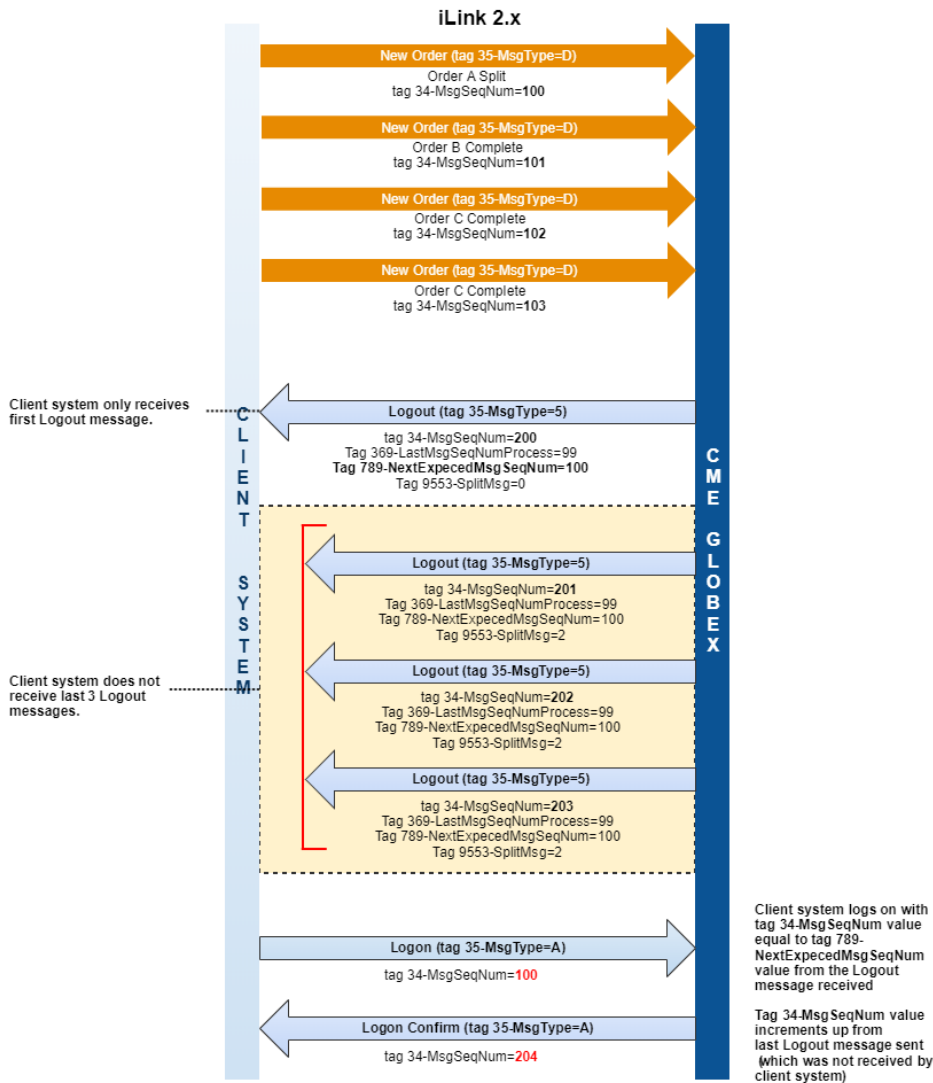 iLink 2.x
New Order (tag 35-MsgType=D)
Order A Split
tag 34-MsgSeqNum=100
New Order (tag 35-MsgType=D)
Order B Complete
tag 34-MsgSeqNum=101
New Order (tag 35-MsgType=D)
Order C Complete
tag 34-MsgSeqNum=102
New Order (tag 35-MsgType=D)
Order C Complete
tag 34-MsgSeqNum=103
Client system only receives
first Logout message.
CLIENT SYSTEM
CME GLOBEX
Logout (tag 35-MsgType=5)
tag 34-MsgSeqNum=200
Tag 369-LastMsgSeqNumProcess=99
Tag 789-NextExpecedMsgSeqNum=100
Tag 9553-SplitMsg=0
Logout (tag 35-MsgType=5)
tag 34-MsgSeqNum=201
Tag 369-LastMsgSeqNumProcess=99
Tag 789-NextExpecedMsgSeqNum=100
Tag 9553-SplitMsg=2
Client system does not
receive last 3 Logout
messages.
Logout (tag 35-MsgType=5)
tag 34-MsgSeqNum=202
Tag 369-LastMsgSeqNumProcess=99
Tag 789-NextExpecedMsgSeqNum=100
Tag 9553-SplitMsg=2
Logout (tag 35-MsgType=5)
tag 34-MsgSeqNum=203
Tag 369-LastMsgSeqNumProcess=99
Tag 789-NextExpecedMsgSeqNum=100
Tag 9553-SplitMsg=2
Logon (tag 35-MsgType=A)
tag 34-MsgSeqNum=100
Client system logs on with
tag 34-MsgSeqNum value
equal to tag 789-
NextExpecedMsgSeqNum
value from the Logout
message received
Logon Confirm (tag 35-MsgType=A)
tag 34-MsgSeqNum=204
Tag 34-MsgSeqNum value
increments up from
last Logout message sent
(which was not received by
client system)